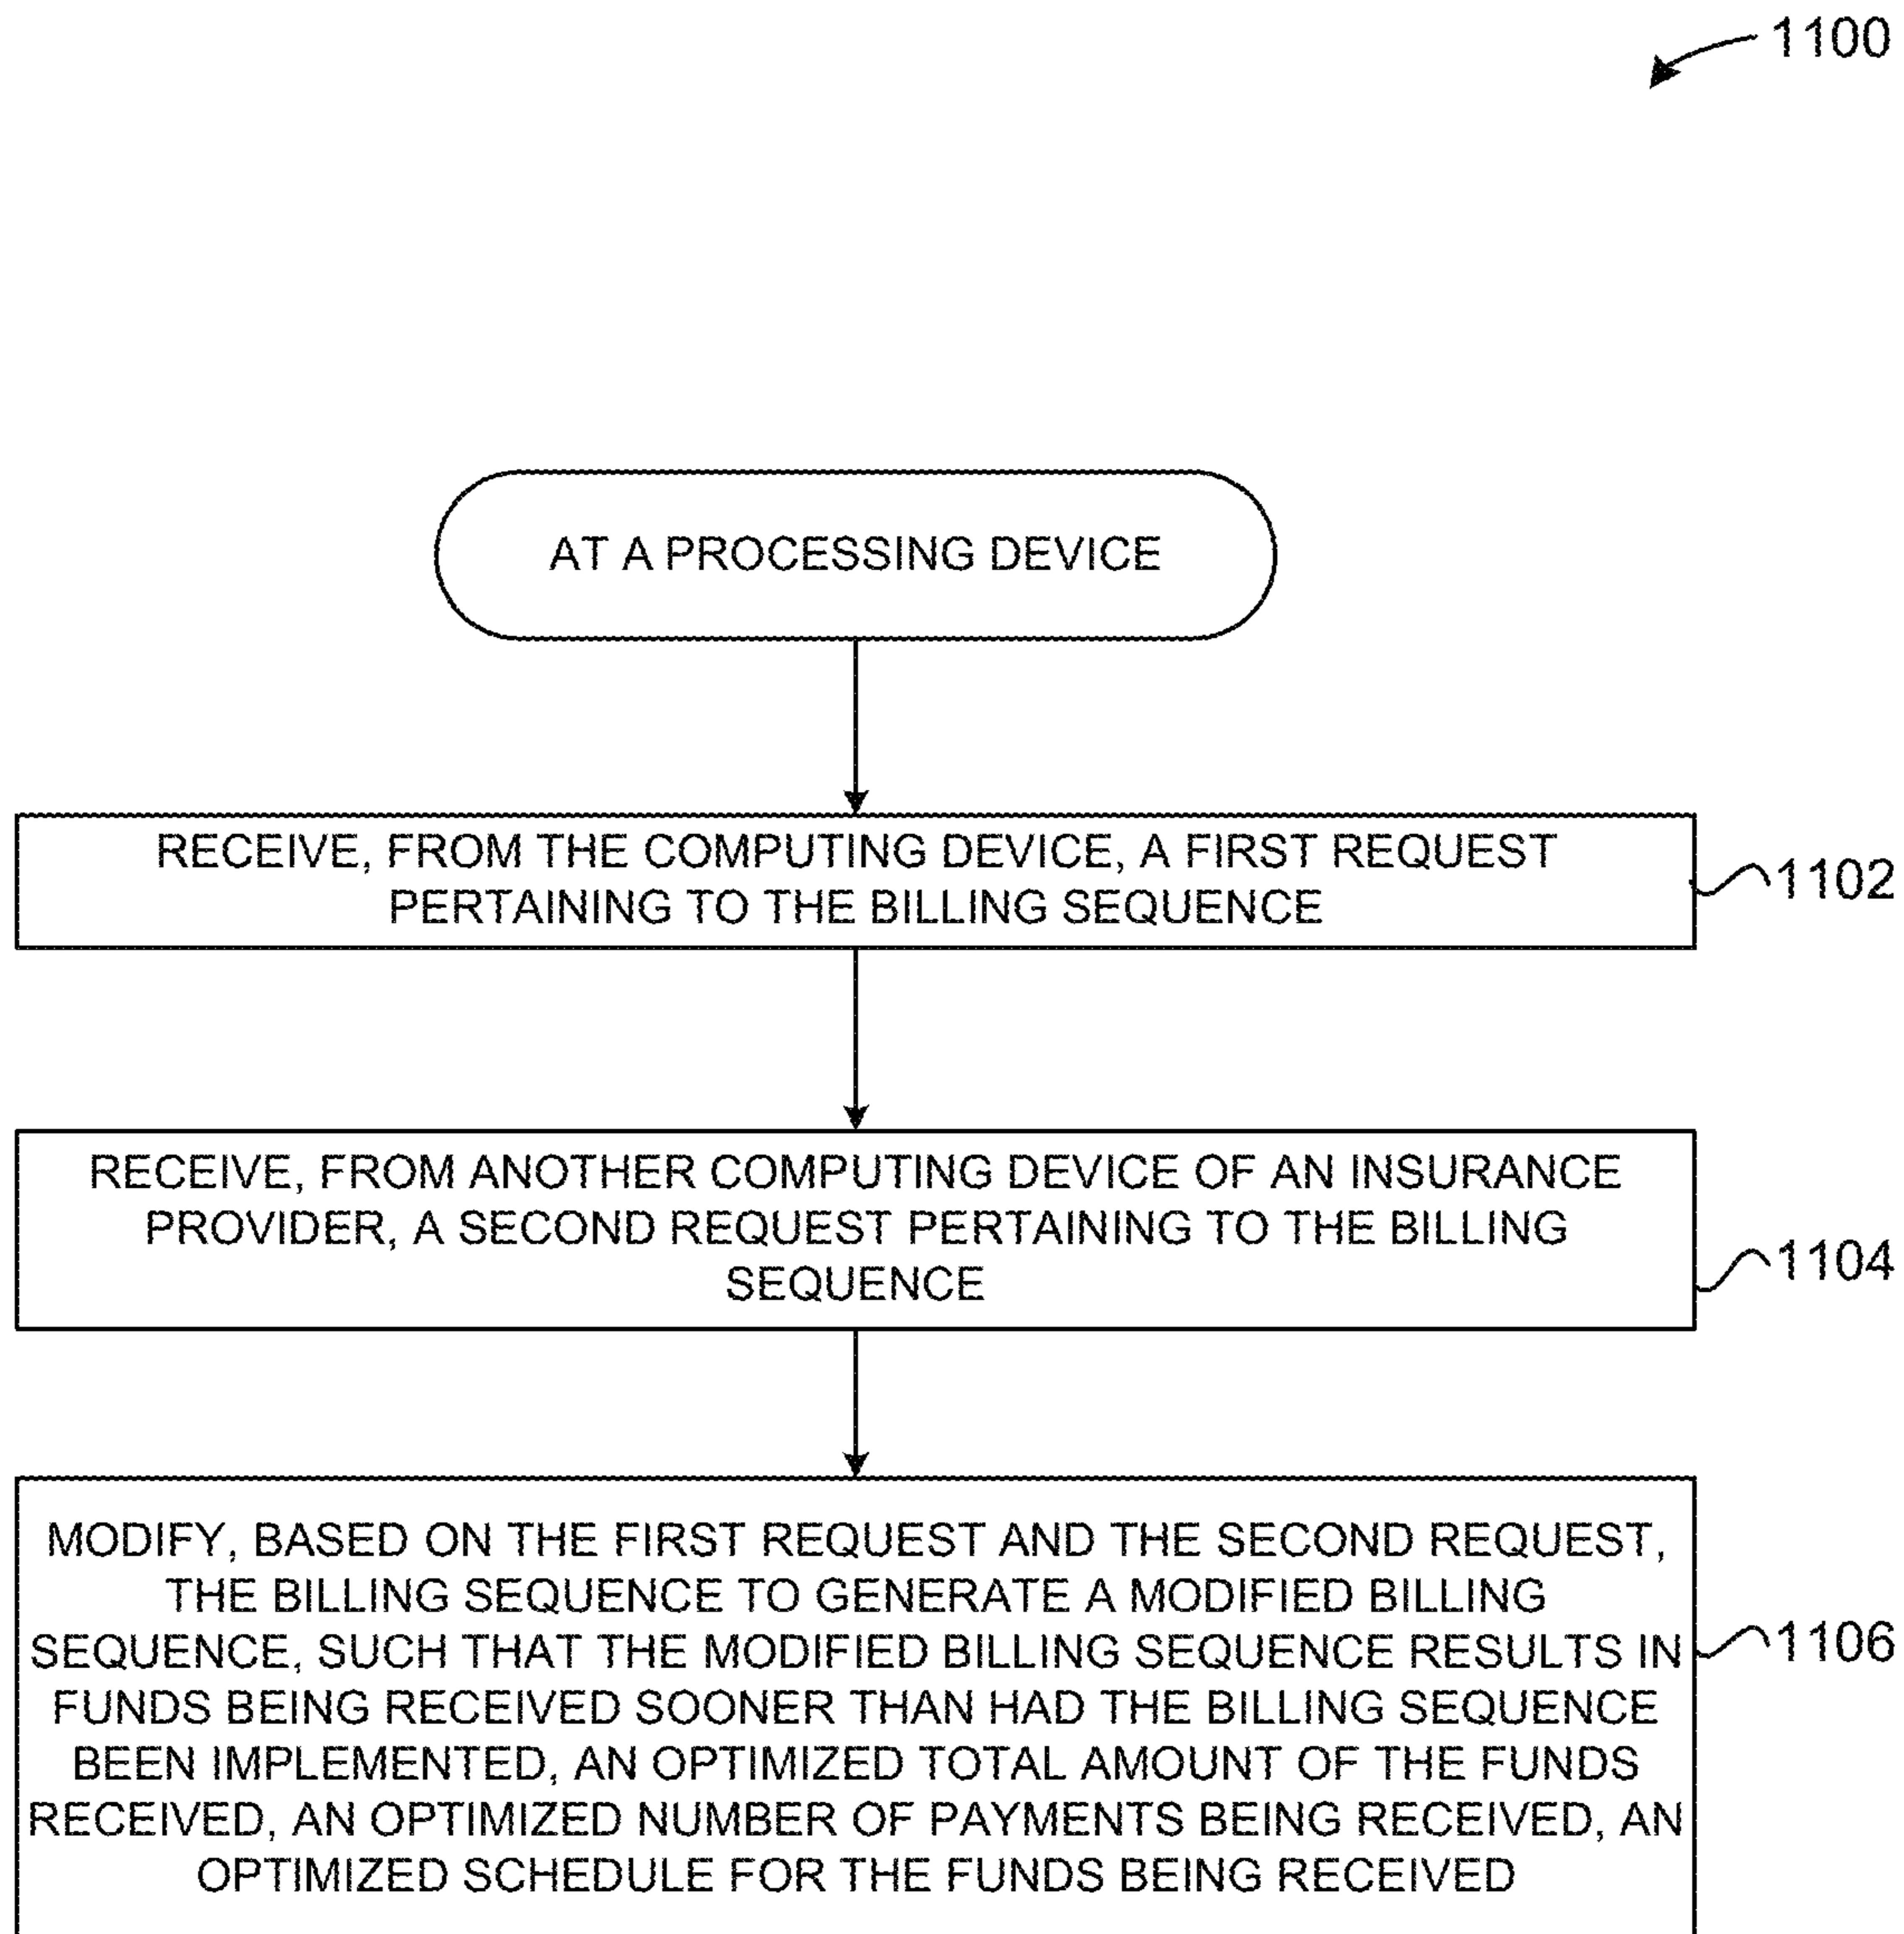 1100
AT A PROCESSING DEVICE
RECEIVE, FROM THE COMPUTING DEVICE, A FIRST REQUEST
PERTAINING TO THE BILLING SEQUENCE
1102
RECEIVE, FROM ANOTHER COMPUTING DEVICE OF AN INSURANCE
PROVIDER, A SECOND REQUEST PERTAINING TO THE BILLING
SEQUENCE
1104
MODIFY, BASED ON THE FIRST REQUEST AND THE SECOND REQUEST,
THE BILLING SEQUENCE TO GENERATE A MODIFIED BILLING
SEQUENCE, SUCH THAT THE MODIFIED BILLING SEQUENCE RESULTS IN
FUNDS BEING RECEIVED SOONER THAN HAD THE BILLING SEQUENCE
BEEN IMPLEMENTED, AN OPTIMIZED TOTAL AMOUNT OF THE FUNDS
RECEIVED, AN OPTIMIZED NUMBER OF PAYMENTS BEING RECEIVED, AN
OPTIMIZED SCHEDULE FOR THE FUNDS BEING RECEIVED
1106